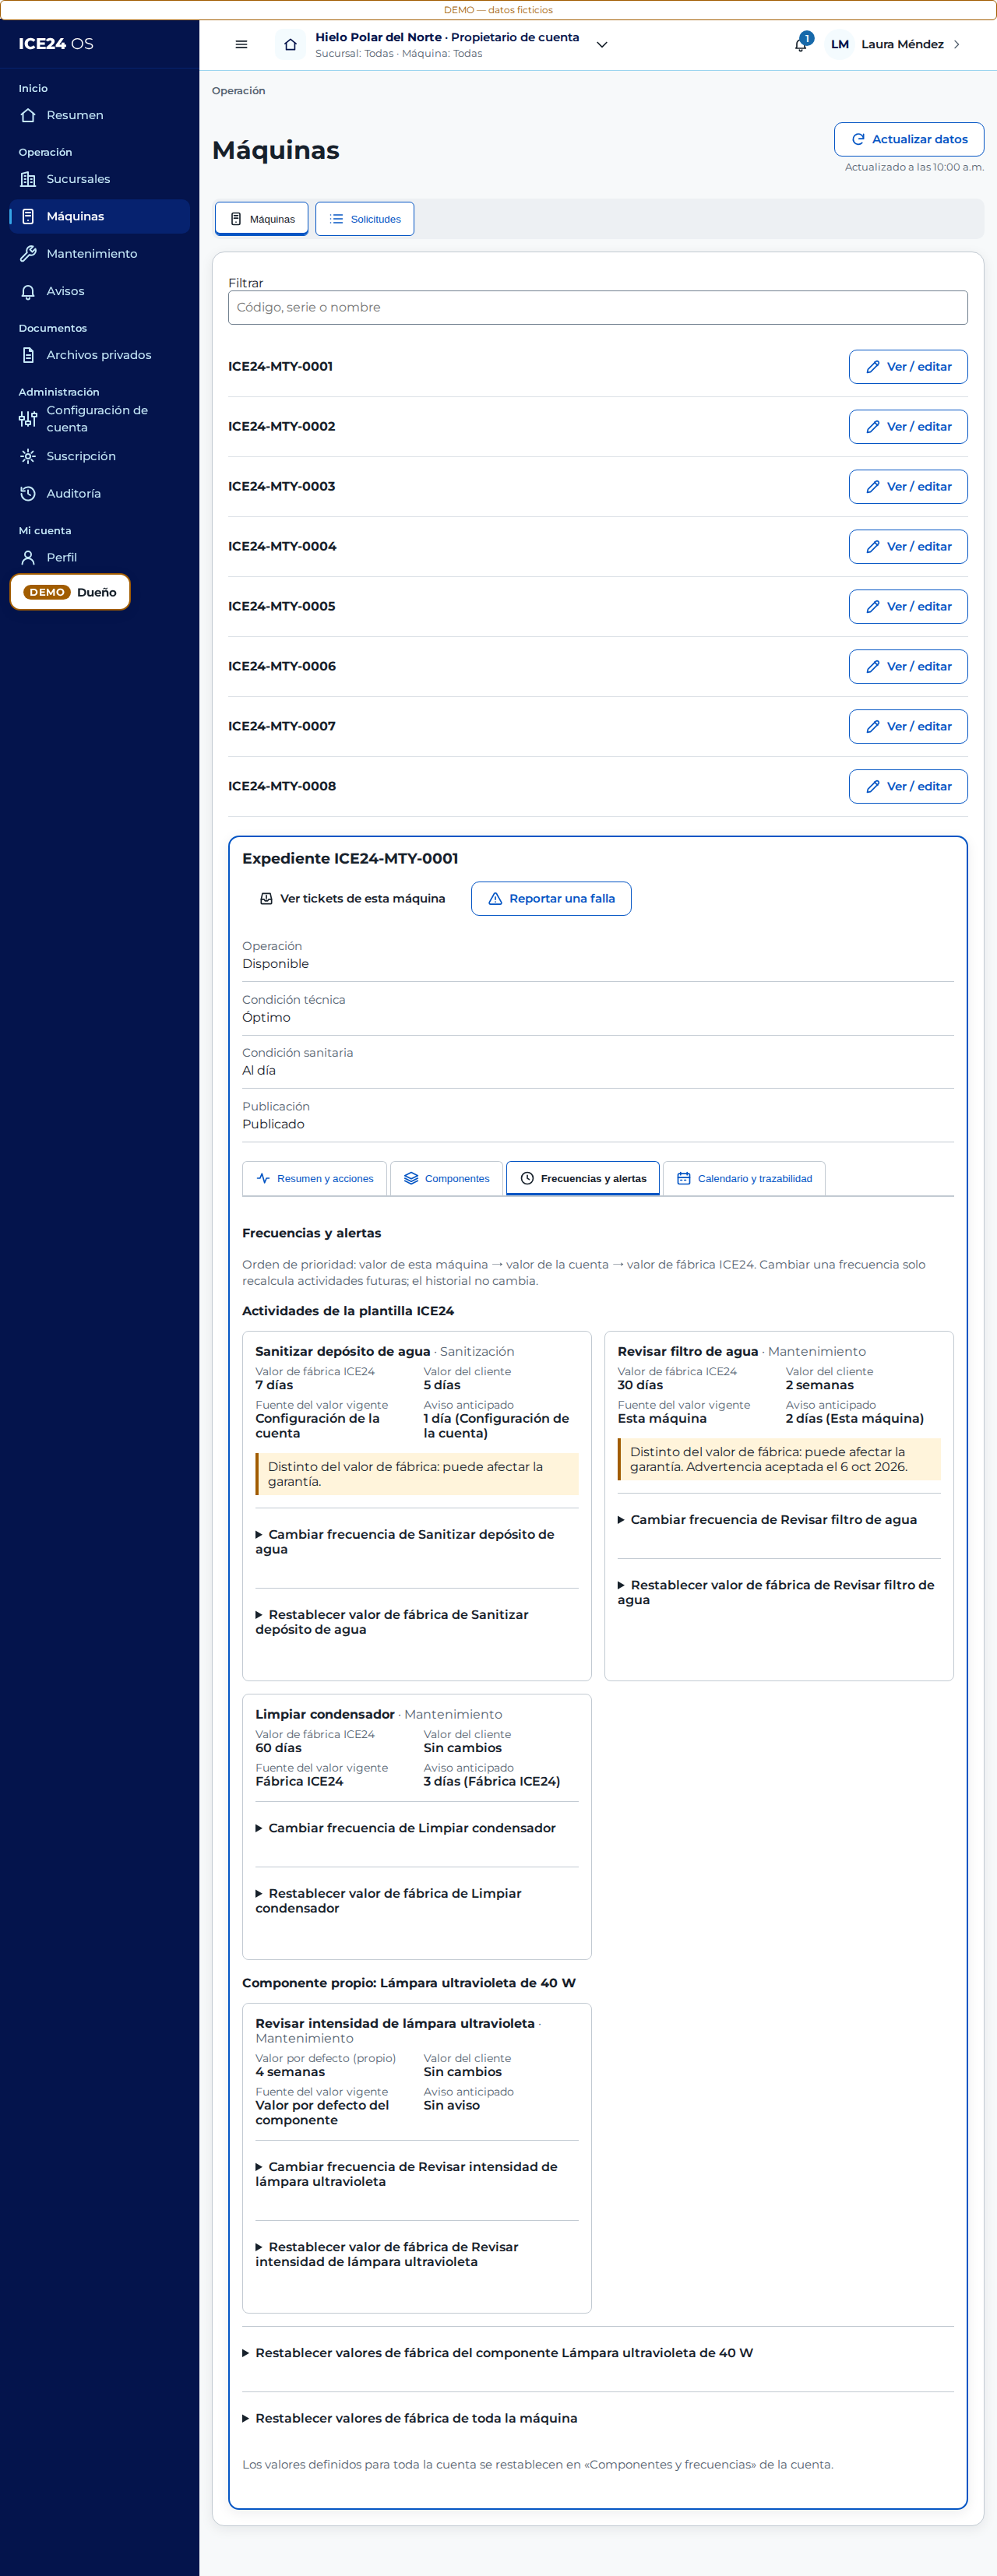 DEMO — datos ficticios
ICE24 OS
Inicio
Resumen
Operación
Sucursales
Máquinas
Mantenimiento
Avisos
Documentos
Archivos privados
Administración
Configuración de
cuenta
Suscripción
Auditoría
Mi cuenta
Perfil
DEMO Dueño
Hielo Polar del Norte · Propietario de cuenta
Sucursal: Todas · Máquina: Todas
1
LM Laura Méndez
Operación
Máquinas
Actualizar datos
Actualizado a las 10:00 a.m.
Máquinas
Solicitudes
Filtrar
Código, serie o nombre
ICE24-MTY-0001 Ver / editar
ICE24-MTY-0002 Ver / editar
ICE24-MTY-0003 Ver / editar
ICE24-MTY-0004 Ver / editar
ICE24-MTY-0005 Ver / editar
ICE24-MTY-0006 Ver / editar
ICE24-MTY-0007 Ver / editar
ICE24-MTY-0008 Ver / editar
Expediente ICE24-MTY-0001
Ver tickets de esta máquina Reportar una falla
Operación
Disponible
Condición técnica
Óptimo
Condición sanitaria
Al día
Publicación
Publicado
Resumen y acciones Componentes Frecuencias y alertas Calendario y trazabilidad
Frecuencias y alertas
Orden de prioridad: valor de esta máquina → valor de la cuenta → valor de fábrica ICE24. Cambiar una frecuencia solo
recalcula actividades futuras; el historial no cambia.
Actividades de la plantilla ICE24
Sanitizar depósito de agua · Sanitización
Valor de fábrica ICE24 Valor del cliente
7 días 5 días
Fuente del valor vigente Aviso anticipado
Configuración de la 1 día (Configuración de
cuenta la cuenta)
Distinto del valor de fábrica: puede afectar la
garantía.
Cambiar frecuencia de Sanitizar depósito de
agua
Restablecer valor de fábrica de Sanitizar
depósito de agua
Revisar filtro de agua · Mantenimiento
Valor de fábrica ICE24 Valor del cliente
30 días 2 semanas
Fuente del valor vigente Aviso anticipado
Esta máquina 2 días (Esta máquina)
Distinto del valor de fábrica: puede afectar la
garantía. Advertencia aceptada el 6 oct 2026.
Cambiar frecuencia de Revisar filtro de agua
Restablecer valor de fábrica de Revisar filtro de
agua
Limpiar condensador · Mantenimiento
Valor de fábrica ICE24 Valor del cliente
60 días Sin cambios
Fuente del valor vigente Aviso anticipado
Fábrica ICE24 3 días (Fábrica ICE24)
Cambiar frecuencia de Limpiar condensador
Restablecer valor de fábrica de Limpiar
condensador
Componente propio: Lámpara ultravioleta de 40 W
Revisar intensidad de lámpara ultravioleta ·
Mantenimiento
Valor por defecto (propio) Valor del cliente
4 semanas Sin cambios
Fuente del valor vigente Aviso anticipado
Valor por defecto del Sin aviso
componente
Cambiar frecuencia de Revisar intensidad de
lámpara ultravioleta
Restablecer valor de fábrica de Revisar
intensidad de lámpara ultravioleta
Restablecer valores de fábrica del componente Lámpara ultravioleta de 40 W
Restablecer valores de fábrica de toda la máquina
Los valores definidos para toda la cuenta se restablecen en «Componentes y frecuencias» de la cuenta.